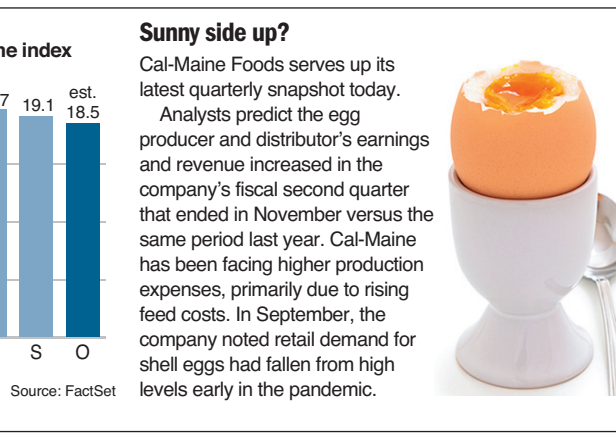 ne index
7
19.1
est.
18.5
S
O
Source: FactSet
Sunny side up?
Cal-Maine Foods serves up its
latest quarterly snapshot today.
Analysts predict the egg
producer and distributor’s earnings
and revenue increased in the
company’s fiscal second quarter
that ended in November versus the
same period last year. Cal-Maine
has been facing higher production
expenses, primarily due to rising
feed costs. In September, the
company noted retail demand for
shell eggs had fallen from high
levels early in the pandemic.